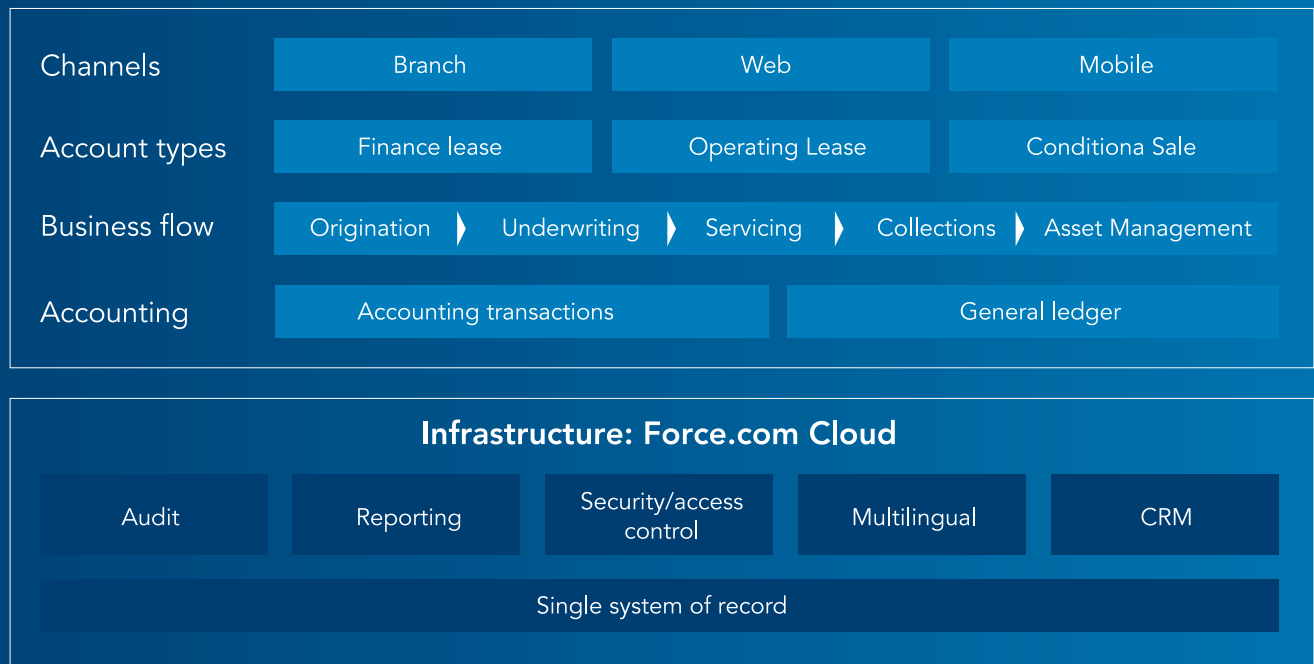 Channels
Branch
Web
Mobile
Account types
Finance lease
Operating Lease
Conditiona Sale
Business flow
Origination
Underwriting
Servicing
Collections
Asset Management
Accounting
Accounting transactions
General ledger
Infrastructure: Force.com Cloud
Audit
Reporting
Security/access
control
Multilingual
CRM
Single system of record